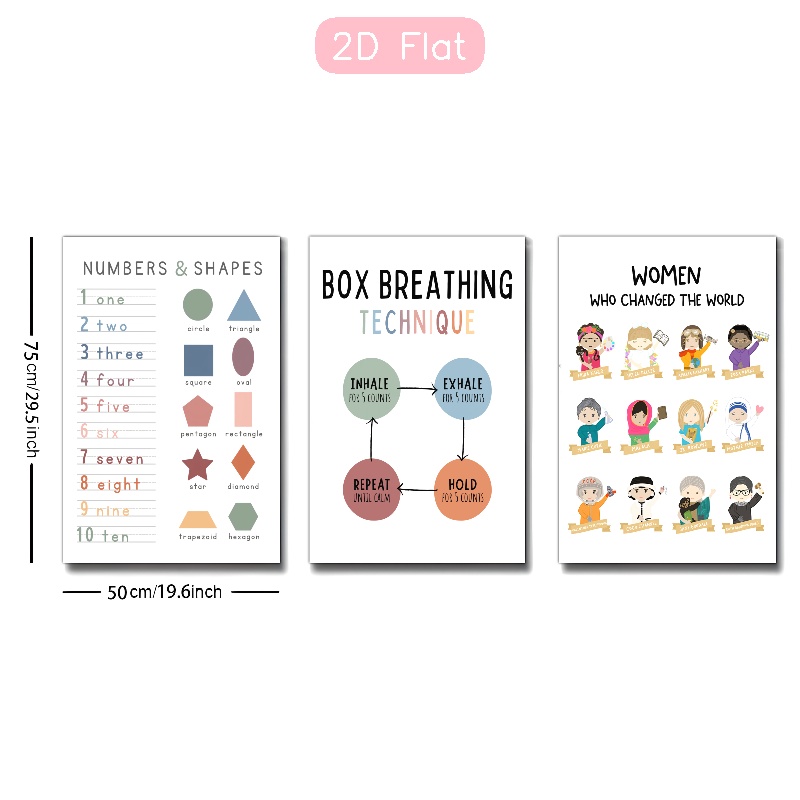 2D Flat
75cm/29.5inch
50cm/19.6inch
NUMBERS & SHAPES
1 one
2 two
3 three
4 four
5 five
6 six
7 seven
8 eight
9 nine
10 ten
circle
triangle
square
oval
pentagon
rectangle
star
diamond
trapezoid
hexagon
BOX BREATHING
TECHNIQUE
INHALE
FOR 5 COUNTS
EXHALE
FOR 5 COUNTS
HOLD
FOR 5 COUNTS
REPEAT
UNTIL CALM
WOMEN
WHO CHANGED THE WORLD